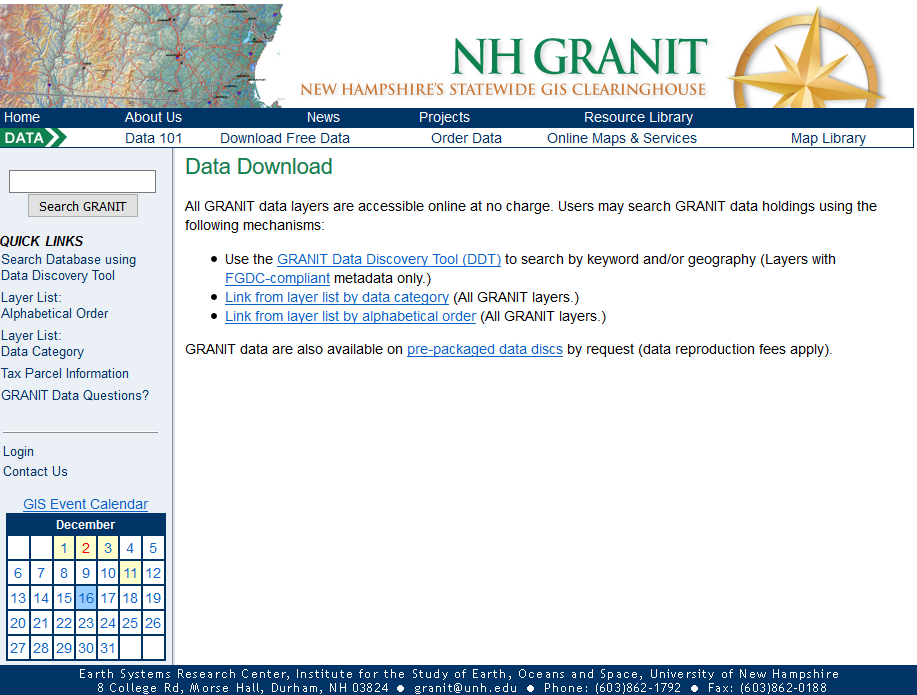 NH GRANIT
NEW HAMPSHIRE'S STATEWIDE GIS CLEARINGHOUSE
Home About Us News Projects Resource Library
DATA Data 101 Download Free Data Order Data Online Maps & Services Map Library
Search GRANIT
QUICK LINKS
Search Database using
Data Discovery Tool
Layer List:
Alphabetical Order
Layer List:
Data Category
Tax Parcel Information
GRANIT Data Questions?
Login
Contact Us
GIS Event Calendar
December
1 2 3 4 5
6 7 8 9 10 11 12
13 14 15 16 17 18 19
20 21 22 23 24 25 26
27 28 29 30 31
Data Download
All GRANIT data layers are accessible online at no charge. Users may search GRANIT data holdings using the
following mechanisms:
• Use the GRANIT Data Discovery Tool (DDT) to search by keyword and/or geography (Layers with
FGDC-compliant metadata only.)
• Link from layer list by data category (All GRANIT layers.)
• Link from layer list by alphabetical order (All GRANIT layers.)
GRANIT data are also available on pre-packaged data discs by request (data reproduction fees apply).
Earth Systems Research Center, Institute for the Study of Earth, Oceans and Space, University of New Hampshire
8 College Rd, Morse Hall, Durham, NH 03824 ● granit@unh.edu ● Phone: (603)862-1792 ● Fax: (603)862-0188